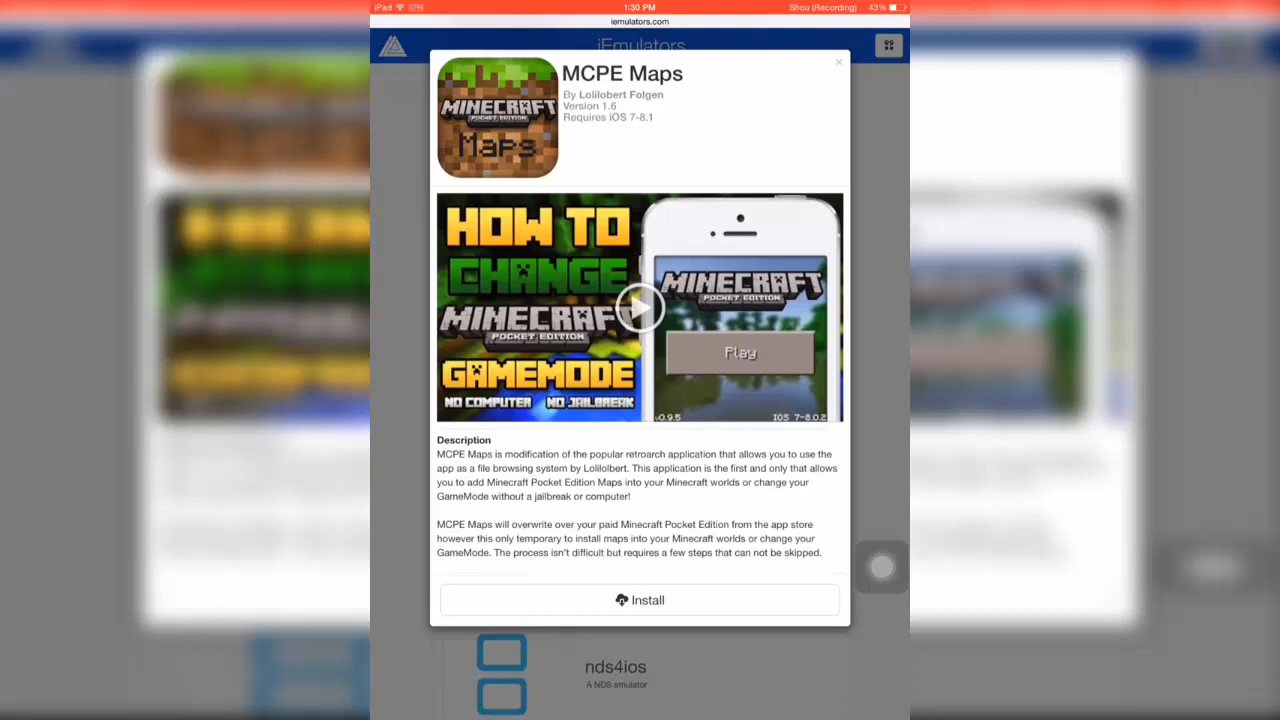 iPad
1:30 PM
Shou (Recording)
43%
iemulators.com
iEmulators
MCPE Maps
By Lolilobert Folgen
Version 1.6
Requires iOS 7-8.1
MINECRAFT
POCKET EDITION
Maps
HOW TO
CHANGE
MINECRAF
POCKET EDITION
GAMEMODE
NO COMPUTER NO JAILBREAK
MINECRAFT
POCKET EDITION
Play
v0.9.5
IOS 7-8.0.2
Description
MCPE Maps is modification of the popular retroarch application that allows you to use the
app as a file browsing system by Lolilolbert. This application is the first and only that allows
you to add Minecraft Pocket Edition Maps into your Minecraft worlds or change your
GameMode without a jailbreak or computer!
MCPE Maps will overwrite over your paid Minecraft Pocket Edition from the app store
however this only temporary to install maps into your Minecraft worlds or change your
GameMode. The process isn't difficult but requires a few steps that can not be skipped.
Install
nds4ios
A NDS emulator